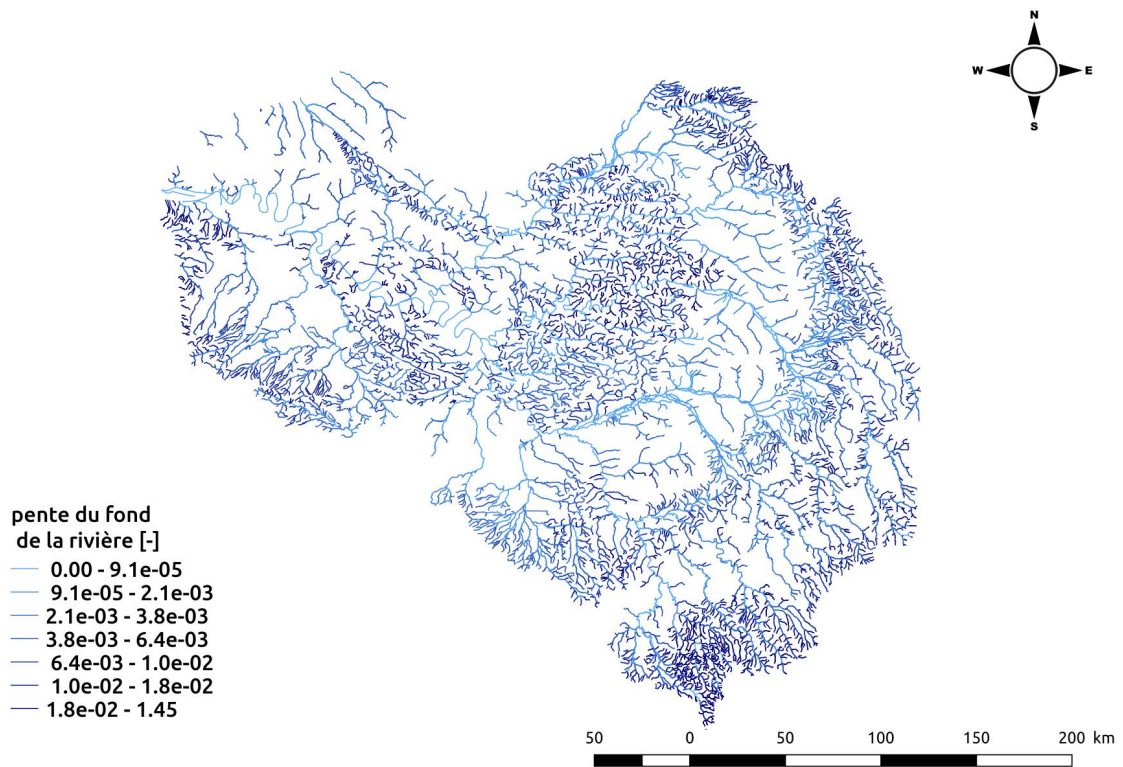 N
W E
S
pente du fond
de la rivière [-]
0.00 - 9.1e-05
9.1e-05 - 2.1e-03
2.1e-03 - 3.8e-03
3.8e-03 - 6.4e-03
6.4e-03 - 1.0e-02
1.0e-02 - 1.8e-02
1.8e-02 - 1.45
50 0 50 100 150 200 km